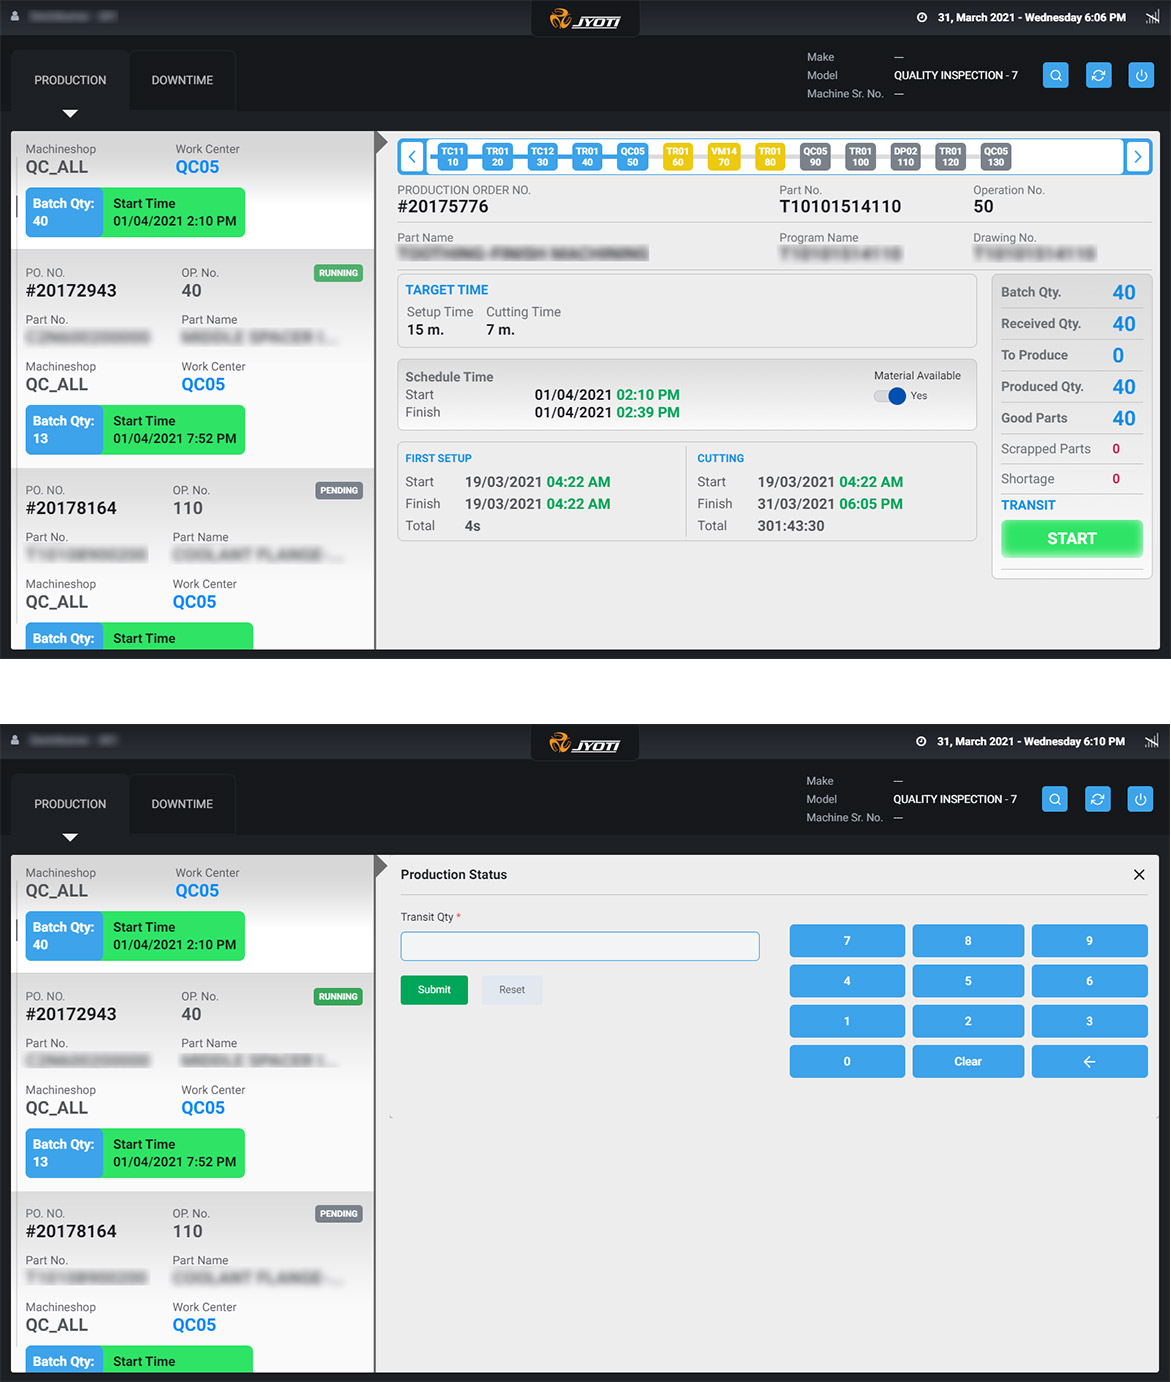 JYOTI
31, March 2021 - Wednesday 6:06 PM
PRODUCTION
DOWNTIME
Make —
Model QUALITY INSPECTION - 7
Machine Sr. No. —
Machineshop Work Center
QC_ALL QC05
Batch Qty: Start Time
40 01/04/2021 2:10 PM
PO. NO. OP. No. RUNNING
#20172943 40
Part No. Part Name
Machineshop Work Center
QC_ALL QC05
Batch Qty: Start Time
13 01/04/2021 7:52 PM
PO. NO. OP. No. PENDING
#20178164 110
Part No. Part Name
Machineshop Work Center
QC_ALL QC05
Batch Qty: Start Time
TC11 TR01 TC12 TR01 QC05 TR01 VM14 TR01 QC05 TR01 DP02 TR01 QC05
10 20 30 40 50 60 70 80 90 100 110 120 130
PRODUCTION ORDER NO. Part No. Operation No.
#20175776 T10101514110 50
Part Name Program Name Drawing No.
TOOTHING-FINISH MACHINING T10101514110 T10101514110
TARGET TIME
Setup Time Cutting Time
15 m. 7 m.
Schedule Time Material Available
Start 01/04/2021 02:10 PM Yes
Finish 01/04/2021 02:39 PM
FIRST SETUP
Start 19/03/2021 04:22 AM
Finish 19/03/2021 04:22 AM
Total 4s
CUTTING
Start 19/03/2021 04:22 AM
Finish 31/03/2021 06:05 PM
Total 301:43:30
Batch Qty. 40
Received Qty. 40
To Produce 0
Produced Qty. 40
Good Parts 40
Scrapped Parts 0
Shortage 0
TRANSIT
START
JYOTI
31, March 2021 - Wednesday 6:10 PM
PRODUCTION
DOWNTIME
Make —
Model QUALITY INSPECTION - 7
Machine Sr. No. —
Machineshop Work Center
QC_ALL QC05
Batch Qty: Start Time
40 01/04/2021 2:10 PM
PO. NO. OP. No. RUNNING
#20172943 40
Part No. Part Name
Machineshop Work Center
QC_ALL QC05
Batch Qty: Start Time
13 01/04/2021 7:52 PM
PO. NO. OP. No. PENDING
#20178164 110
Part No. Part Name
Machineshop Work Center
QC_ALL QC05
Batch Qty: Start Time
Production Status
Transit Qty *
Submit Reset
7 8 9
4 5 6
1 2 3
0 Clear